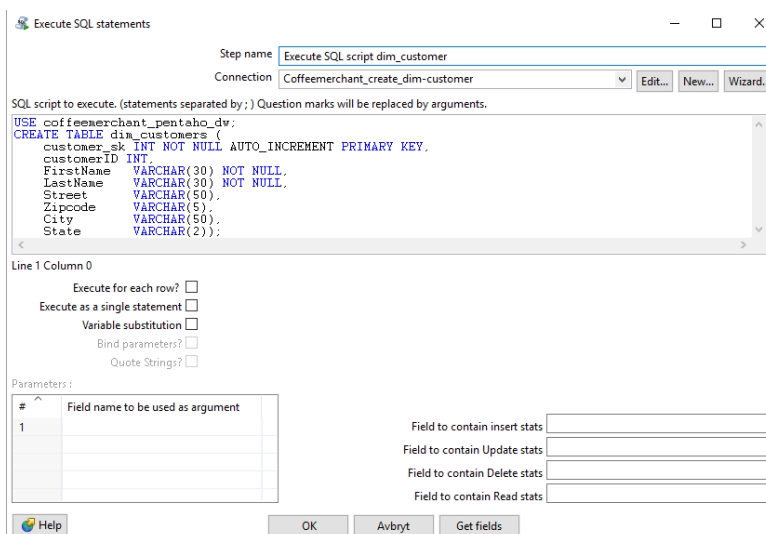 Execute SQL statements
Step name Execute SQL script dim_customer
Connection Coffeemerchant_create_dim-customer Edit... New... Wizard...
SQL script to execute. (statements separated by ; ) Question marks will be replaced by arguments.
USE coffeemerchant_pentaho_dw;
CREATE TABLE dim_customers (
customer_sk INT NOT NULL AUTO_INCREMENT PRIMARY KEY,
customerID INT,
FirstName VARCHAR(30) NOT NULL,
LastName VARCHAR(30) NOT NULL,
Street VARCHAR(50),
Zipcode VARCHAR(5),
City VARCHAR(50),
State VARCHAR(2));
Line 1 Column 0
Execute for each row?
Execute as a single statement
Variable substitution
Bind parameters?
Quote Strings?
Parameters :
# Field name to be used as argument
1
Field to contain insert stats
Field to contain Update stats
Field to contain Delete stats
Field to contain Read stats
Help OK Avbryt Get fields